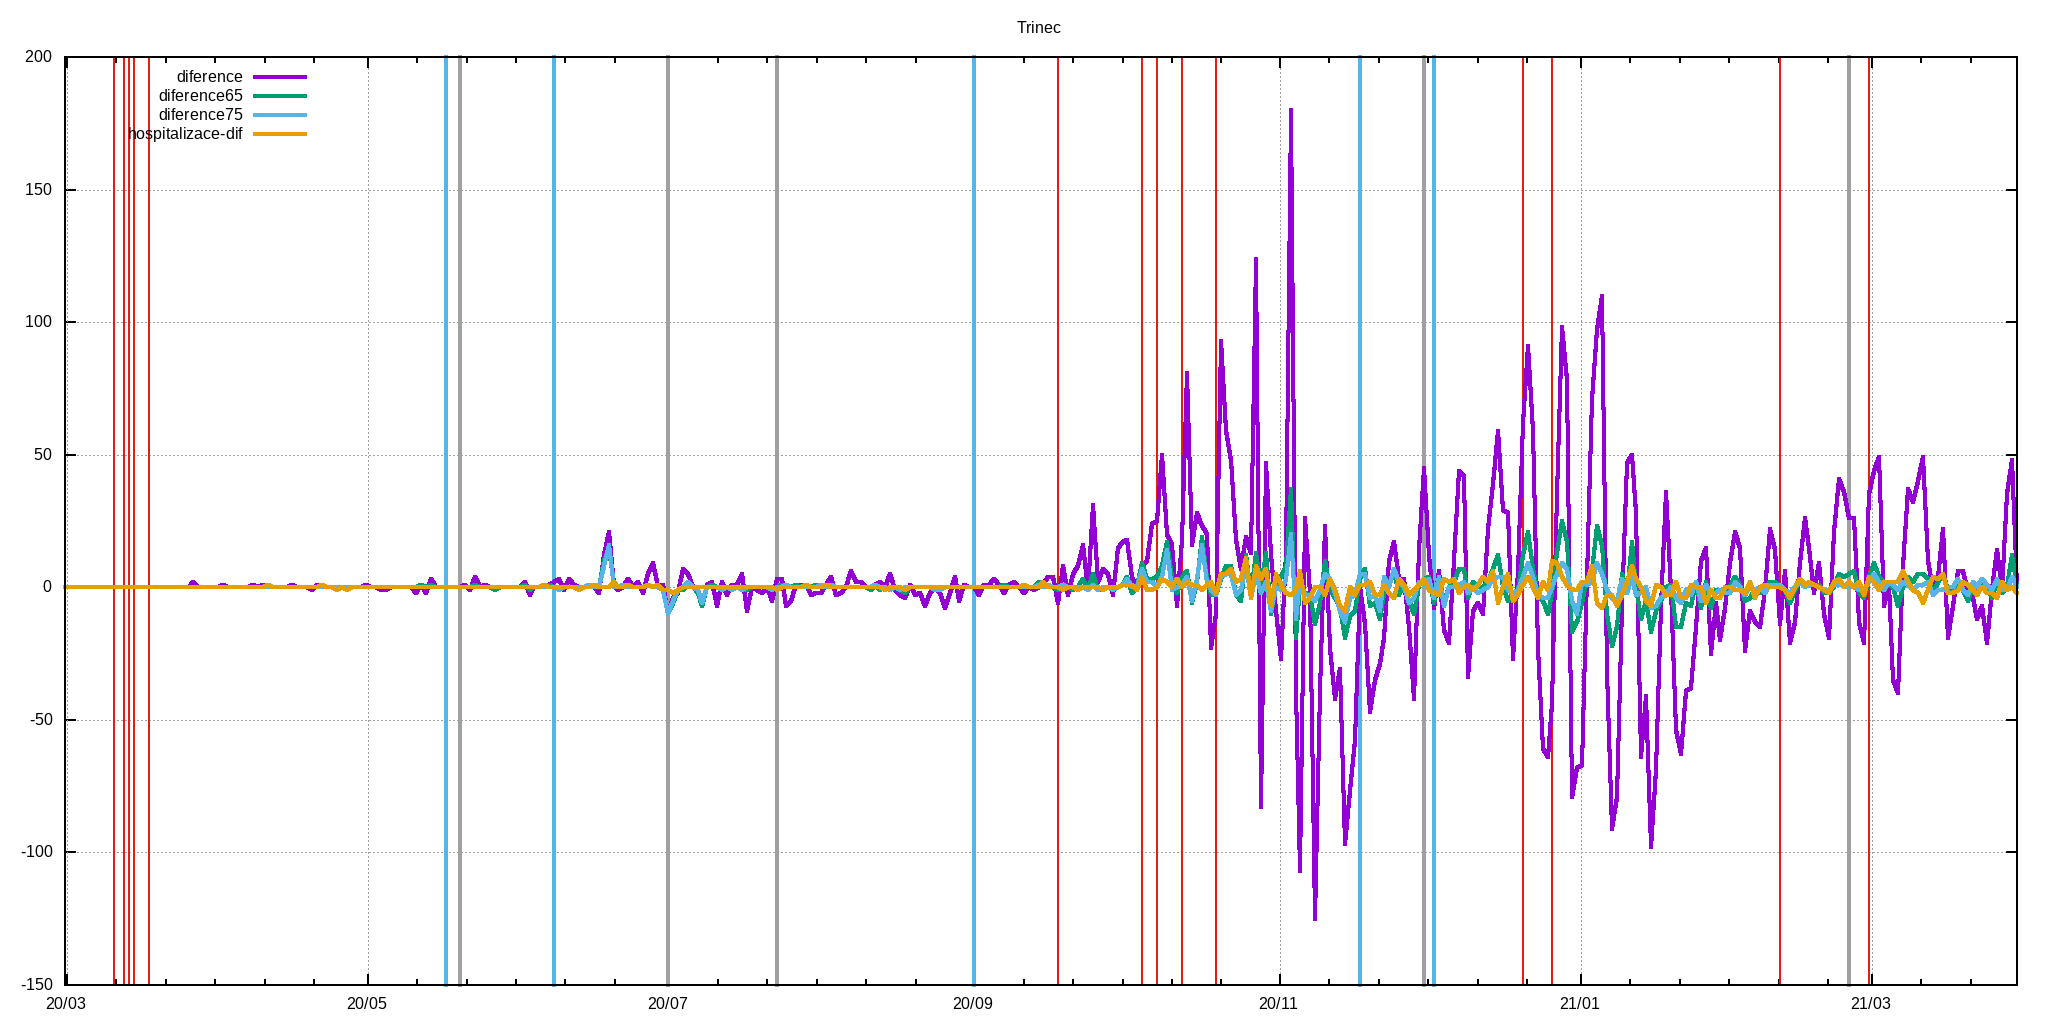 Trinec
200
150
100
50
0
-50
-100
-150
diference
diference65
diference75
hospitalizace-dif
20/03 20/05 20/07 20/09 20/11 21/01 21/03